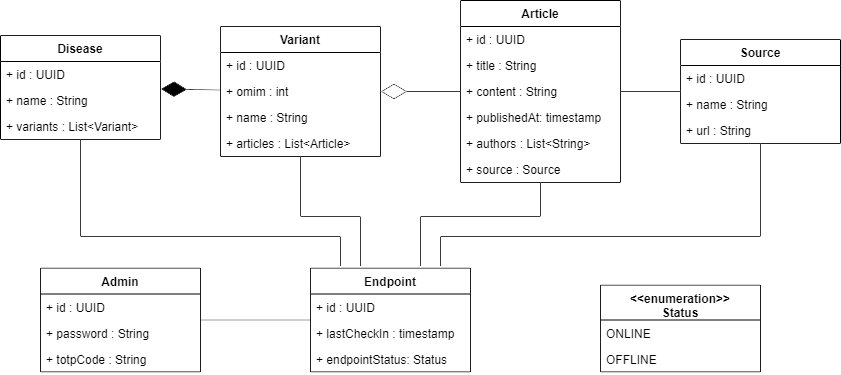 Disease
+ id : UUID
+ name : String
+ variants : List<Variant>
Variant
+ id : UUID
+ omim : int
+ name : String
+ articles : List<Article>
Article
+ id : UUID
+ title : String
+ content : String
+ publishedAt: timestamp
+ authors : List<String>
+ source : Source
Source
+ id : UUID
+ name : String
+ url : String
Admin
+ id : UUID
+ password : String
+ totpCode : String
Endpoint
+ id : UUID
+ lastCheckIn : timestamp
+ endpointStatus: Status
<<enumeration>>
Status
ONLINE
OFFLINE